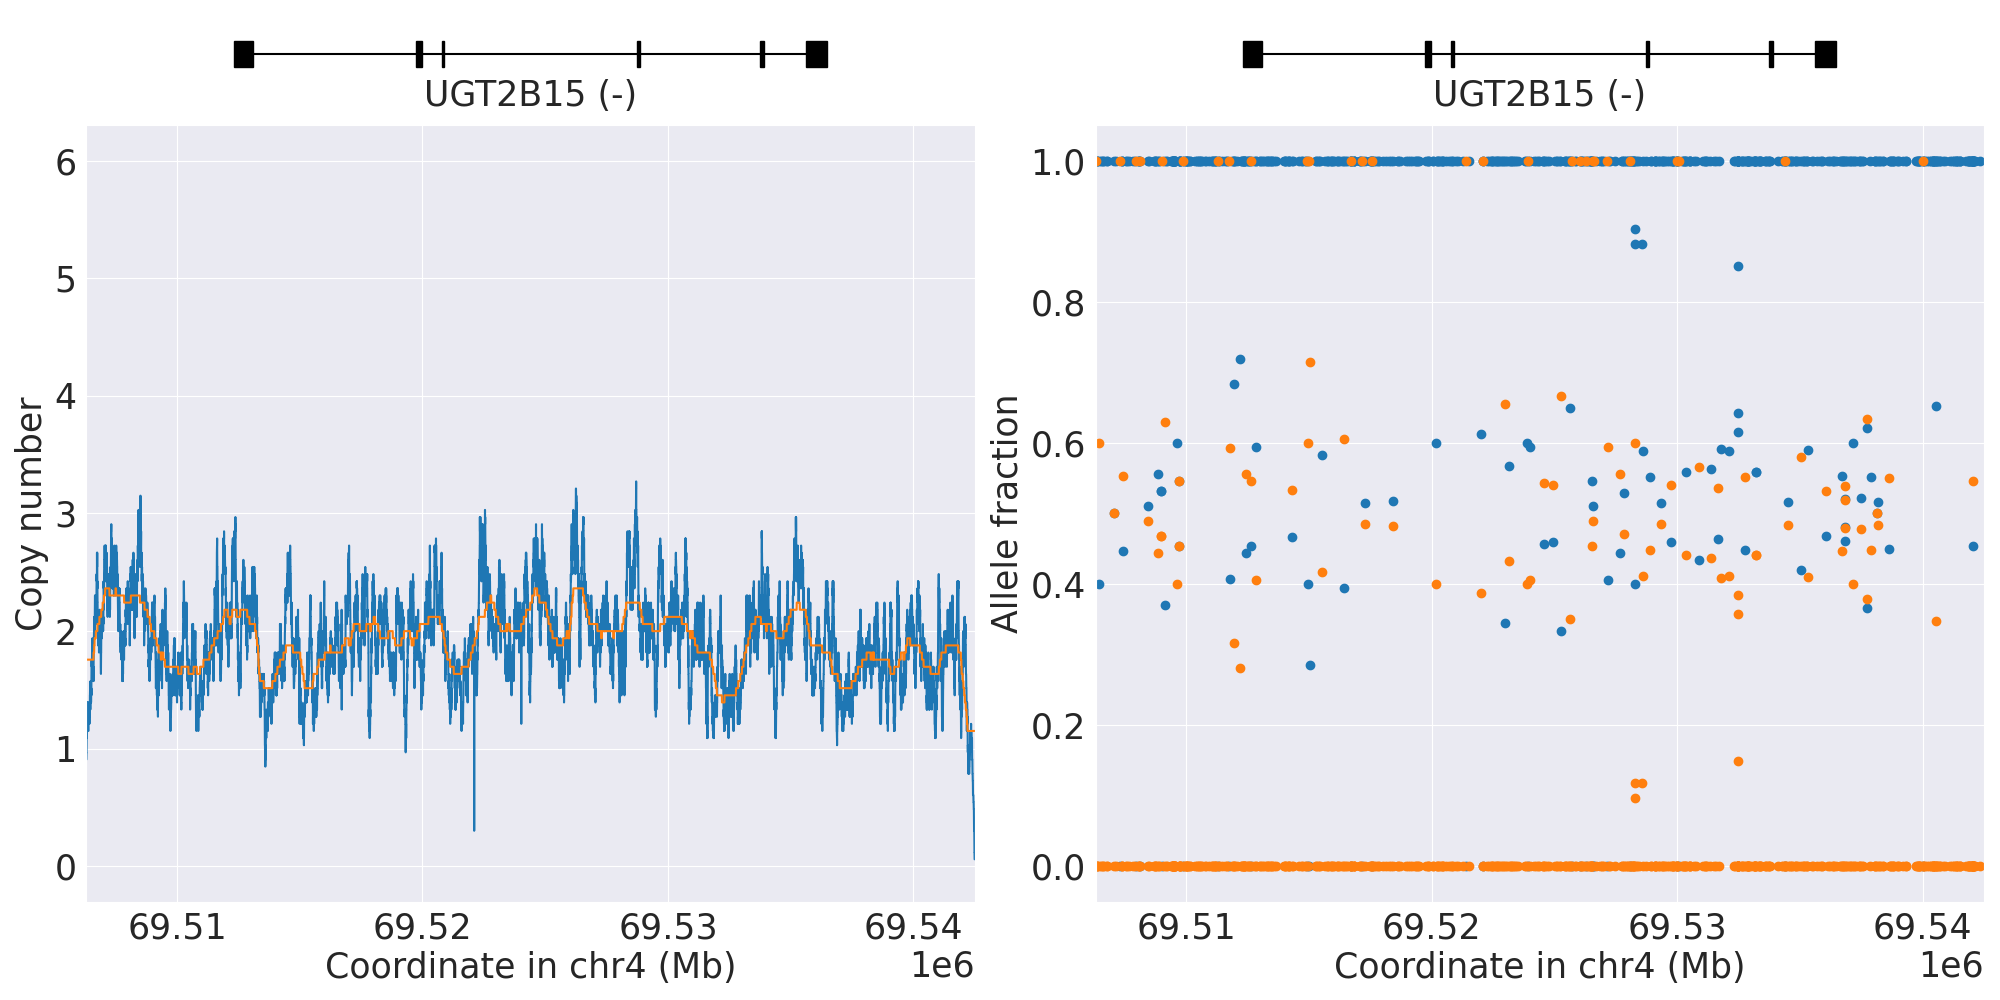 UGT2B15 (-)
6
5
4
3
2
1
0
Copy number
69.51 69.52 69.53 69.54
Coordinate in chr4 (Mb)
1e6
UGT2B15 (-)
1.0
0.8
0.6
0.4
0.2
0.0
Allele fraction
69.51 69.52 69.53 69.54
Coordinate in chr4 (Mb)
1e6